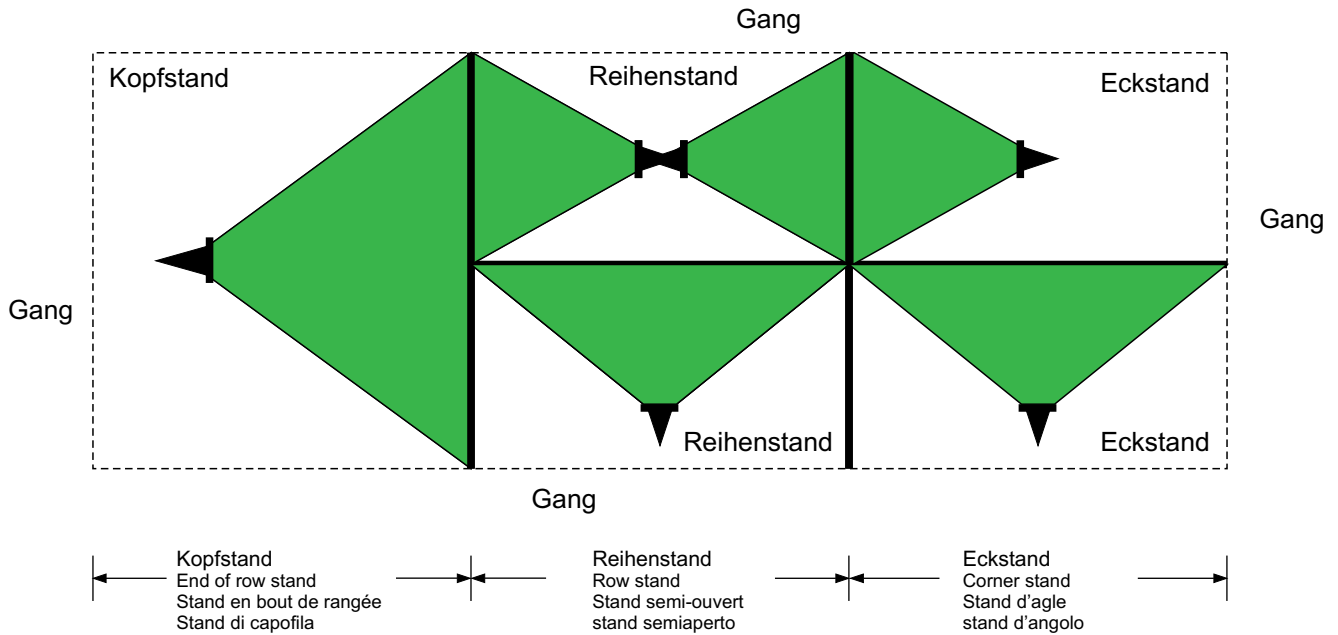 Gang
Kopfstand
Reihenstand
Eckstand
Gang
Gang
Reihenstand
Eckstand
Gang
Kopfstand
End of row stand
Stand en bout de rangée
Stand di capofila
Reihenstand
Row stand
Stand semi-ouvert
stand semiaperto
Eckstand
Corner stand
Stand d'agle
stand d'angolo